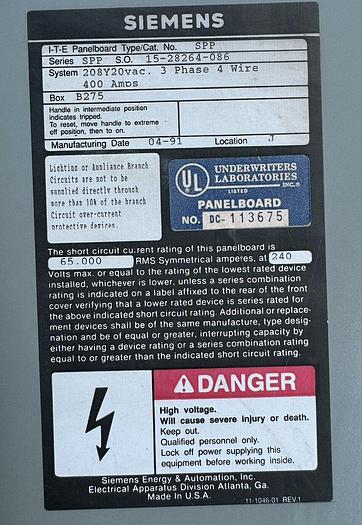 SIEMENS
I-T-E Panelboard Type/Cat. No. SPP
Series SPP S.O. 15-28264-086
System 208Y20vac. 3 Phase 4 Wire
400 Amps
Box B275
Handle in intermediate position
indicates tripped.
To reset, move handle to extreme
off position, then to on.
Manufacturing Date 04-91 Location J
Lighting or Appliance Branch
Circuits are not to be
supplied directly through
more than 10% of the branch
Circuit over-current
protective devices.
UL
UNDERWRITERS
LABORATORIES
INC.®
LISTED
PANELBOARD
NO. DC-113675
The short circuit current rating of this panelboard is
65.000 RMS Symmetrical amperes, at 240
Volts max. or equal to the rating of the lowest rated device
installed, whichever is lower, unless a series combination
rating is indicated on a label affixed to the rear of the front
cover verifying that a lower rated device is series rated for
the above indicated short circuit rating. Additional or replace-
ment devices shall be of the same manufacture, type desig-
nation and be of equal or greater, interrupting capacity by
either having a device rating or a series combination rating
equal to or greater than the indicated short circuit rating.
DANGER
High voltage.
Will cause severe injury or death.
Keep out.
Qualified personnel only.
Lock off power supplying this
equipment before working inside.
Siemens Energy & Automation, Inc.
Electrical Apparatus Division Atlanta, Ga.
Made In U.S.A.
11-1046-01 REV.1